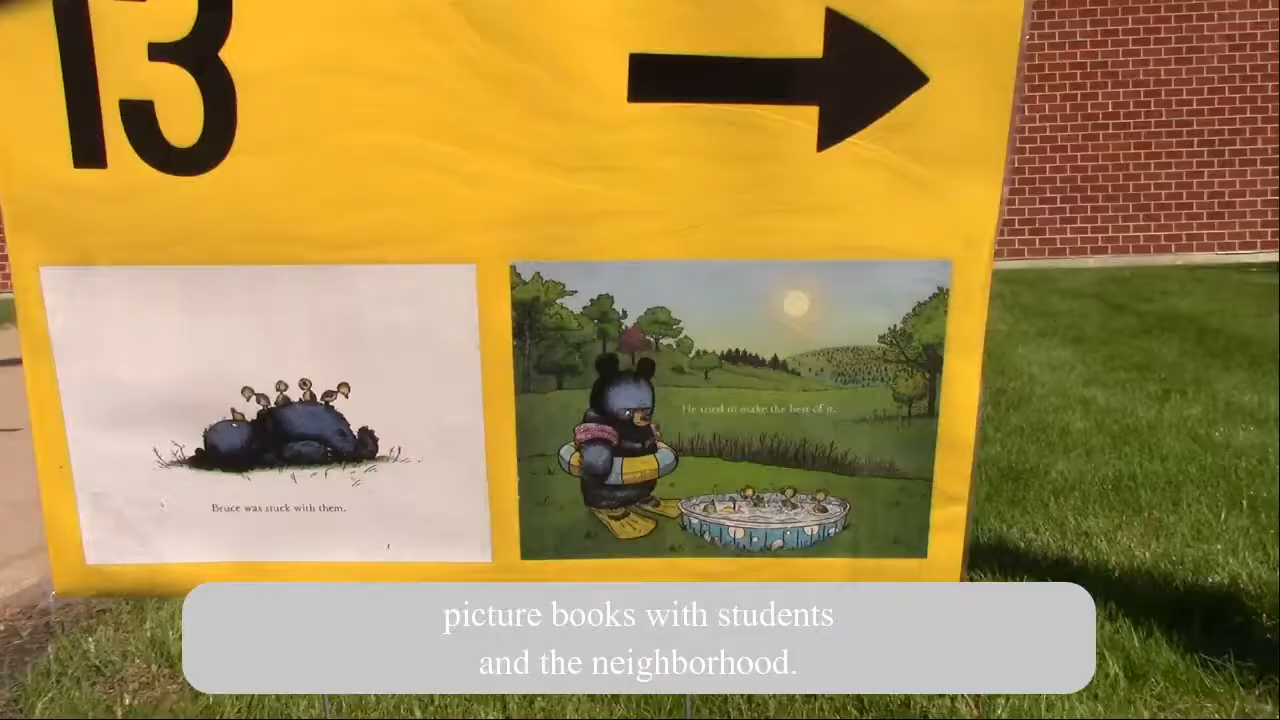 13
Bruce was stuck with them.
He tried to make the best of it.
picture books with students
and the neighborhood.